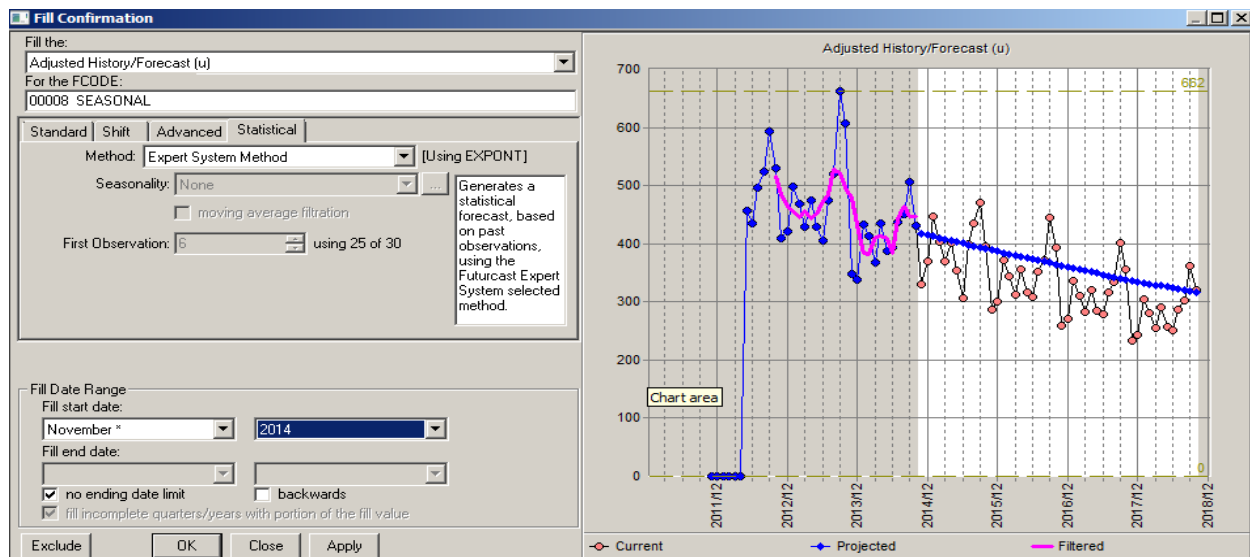 Fill Confirmation
Fill the:
Adjusted History/Forecast (u)
For the FCODE:
00008 SEASONAL
Standard Shift Advanced Statistical
Method: Expert System Method [Using EXPONT]
Seasonality: None ...
moving average filtration
First Observation: 6 using 25 of 30
Generates a
statistical
forecast, based
on past
observations,
using the
Futurcast Expert
System selected
method.
Fill Date Range
Fill start date:
November * 2014
Fill end date:
no ending date limit backwards
fill incomplete quarters/years with portion of the fill value
Exclude OK Close Apply
Adjusted History/Forecast (u)
700
662
600
500
400
300
200
100
0
0
Chart area
2011/12 2012/12 2013/12 2014/12 2015/12 2016/12 2017/12 2018/12
Current Projected Filtered